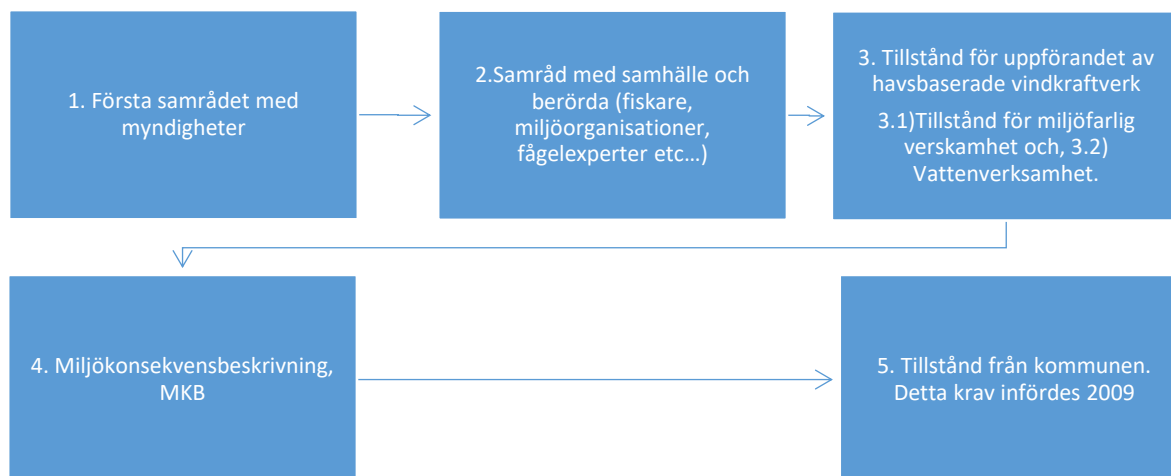 1. Första samrådet med
myndigheter
2.Samråd med samhälle och
berörda (fiskare,
miljöorganisationer,
fågelexperter etc…)
3. Tillstånd för uppförandet av
havsbaserade vindkraftverk
3.1)Tillstånd för miljöfarlig
verskamhet och, 3.2)
Vattenverksamhet.
4. Miljökonsekvensbeskrivning,
MKB
5. Tillstånd från kommunen.
Detta krav infördes 2009